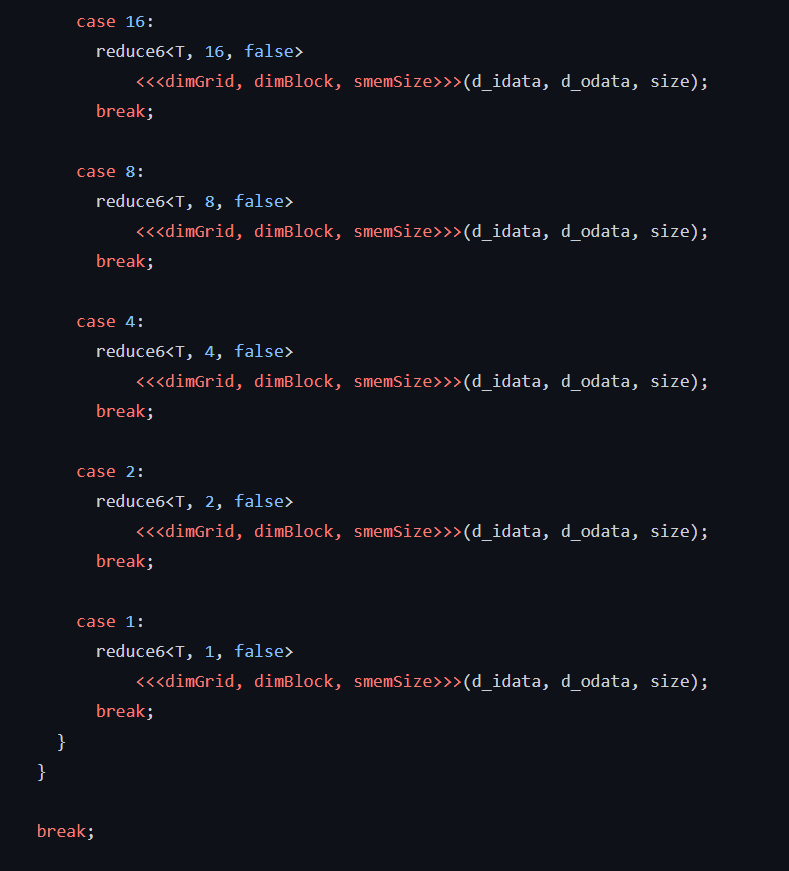 case 16:
reduce6<T, 16, false>
<<<dimGrid, dimBlock, smemSize>>>(d_idata, d_odata, size);
break;
case 8:
reduce6<T, 8, false>
<<<dimGrid, dimBlock, smemSize>>>(d_idata, d_odata, size);
break;
case 4:
reduce6<T, 4, false>
<<<dimGrid, dimBlock, smemSize>>>(d_idata, d_odata, size);
break;
case 2:
reduce6<T, 2, false>
<<<dimGrid, dimBlock, smemSize>>>(d_idata, d_odata, size);
break;
case 1:
reduce6<T, 1, false>
<<<dimGrid, dimBlock, smemSize>>>(d_idata, d_odata, size);
break;
}
}
break;